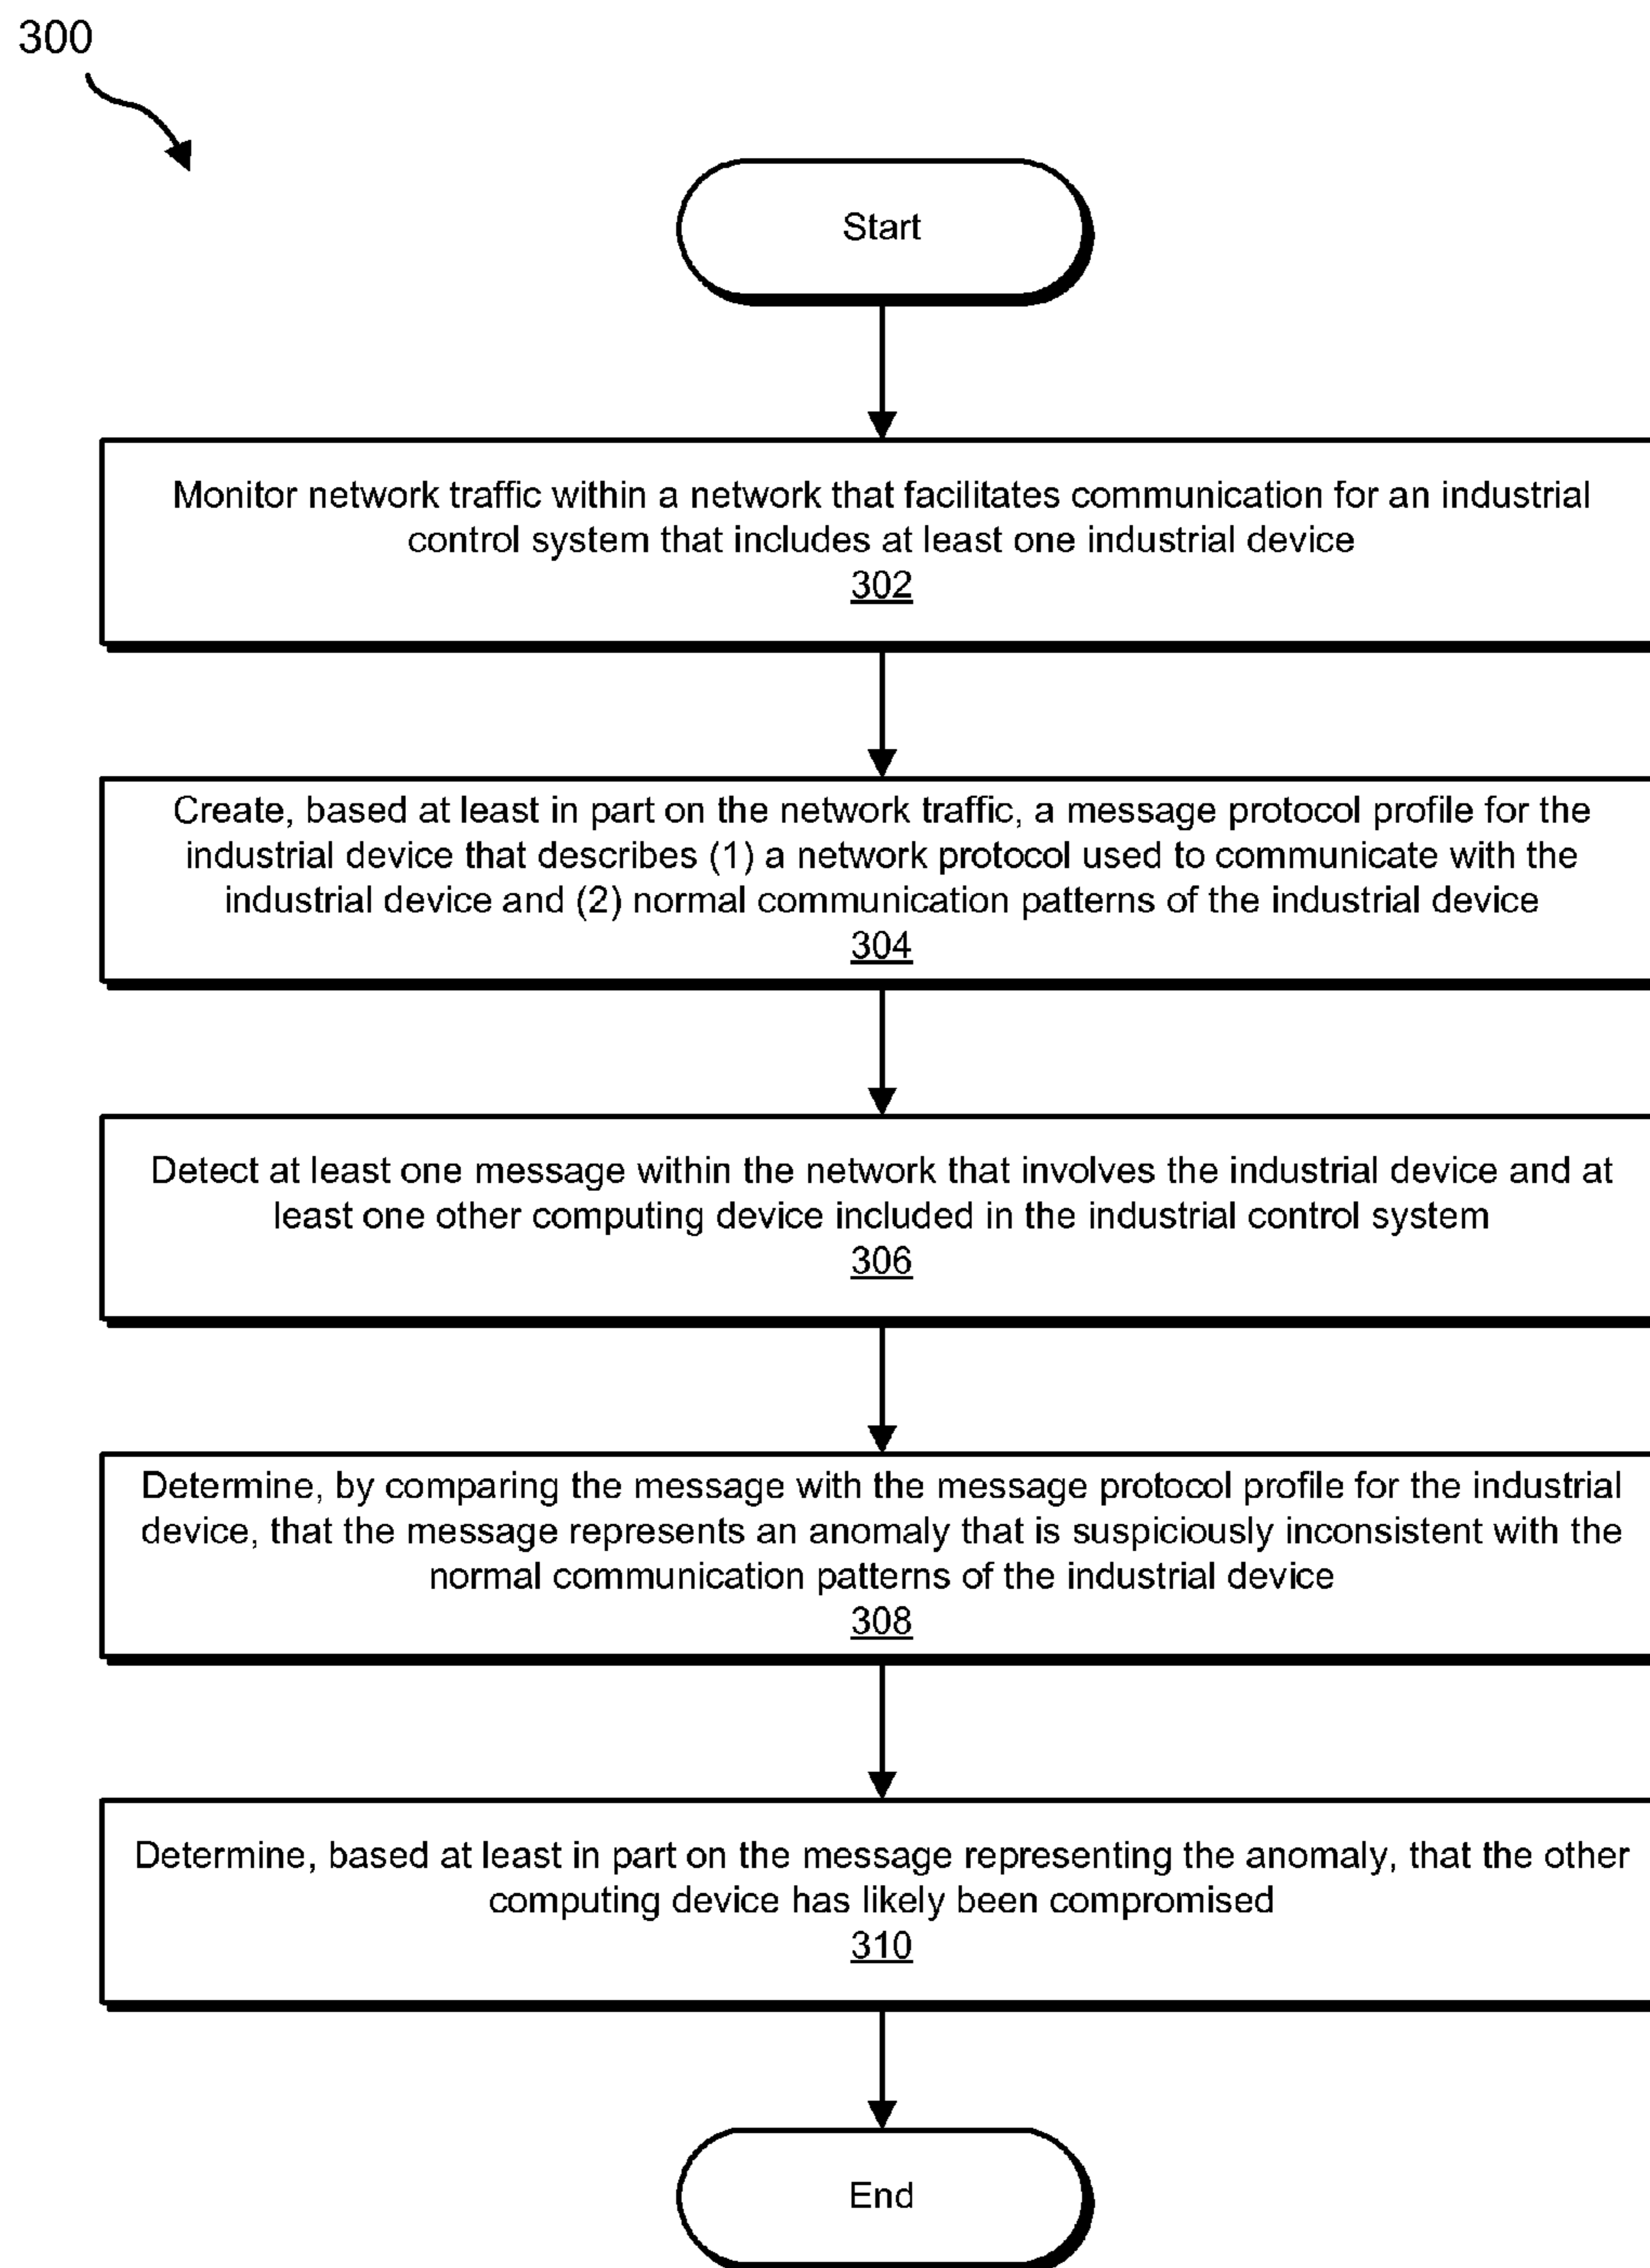 300
Start
Monitor network traffic within a network that facilitates communication for an industrial
control system that includes at least one industrial device
302
Create, based at least in part on the network traffic, a message protocol profile for the
industrial device that describes (1) a network protocol used to communicate with the
industrial device and (2) normal communication patterns of the industrial device
304
Detect at least one message within the network that involves the industrial device and at
least one other computing device included in the industrial control system
306
Determine, by comparing the message with the message protocol profile for the industrial
device, that the message represents an anomaly that is suspiciously inconsistent with the
normal communication patterns of the industrial device
308
Determine, based at least in part on the message representing the anomaly, that the other
computing device has likely been compromised
310
End